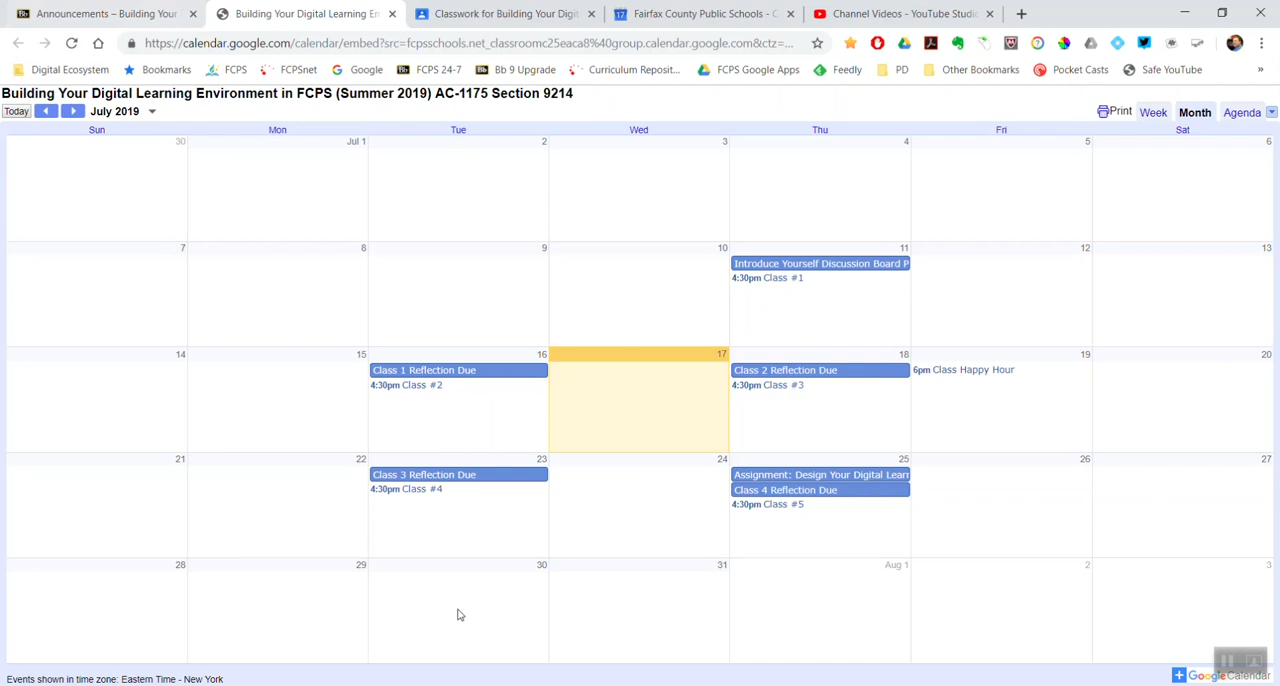 Announcements – Building Your
Building Your Digital Learning En
Classwork for Building Your Digit
Fairfax County Public Schools - C
Channel Videos - YouTube Studio
https://calendar.google.com/calendar/embed?src=fcpsschools.net_classroomc25eaca8%40group.calendar.google.com&ctz=...
Digital Ecosystem
Bookmarks
FCPS
FCPSnet
Google
Bb FCPS 24-7
Bb Bb 9 Upgrade
Curriculum Reposit...
FCPS Google Apps
Feedly
PD
Other Bookmarks
Pocket Casts
Safe YouTube
»
Building Your Digital Learning Environment in FCPS (Summer 2019) AC-1175 Section 9214
Today July 2019 Print Week Month Agenda
Sun Mon Tue Wed Thu Fri Sat
30 Jul 1 2 3 4 5 6
7 8 9 10 11 12 13
Introduce Yourself Discussion Board P
4:30pm Class #1
14 15 16 17 18 19 20
Class 1 Reflection Due Class 2 Reflection Due 6pm Class Happy Hour
4:30pm Class #2 4:30pm Class #3
21 22 23 24 25 26 27
Class 3 Reflection Due Assignment: Design Your Digital Learn
4:30pm Class #4 Class 4 Reflection Due
4:30pm Class #5
28 29 30 31 Aug 1 2 3
Events shown in time zone: Eastern Time - New York
Google Calendar